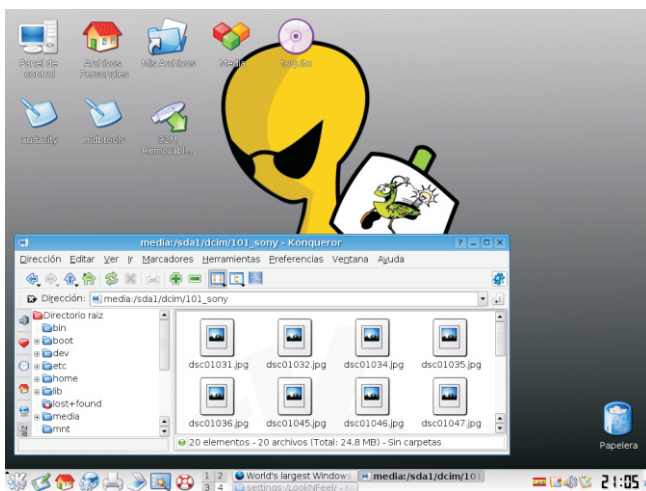 Panel de control
Archivos Personales
Mis Archivos
Media
tuquito
audacity
mdbtools
Removabl...
media:/sda1/dcim/101_sony - Konqueror
Dirección Editar Ver Ir Marcadores Herramientas Preferencias Ventana Ayuda
Dirección: media:/sda1/dcim/101_sony
Directorio raiz
bin
boot
dev
etc
home
lib
lost+found
media
mnt
dsc01031.jpg dsc01032.jpg dsc01034.jpg dsc01035.jpg
dsc01036.jpg dsc01045.jpg dsc01046.jpg dsc01047.jpg
20 elementos - 20 archivos (Total: 24.8 MB) - Sin carpetas
Papelera
1 2
3 4
World's largest Windows
media:/sda1/dcim/101
settings:/LookNFeel/ -
21:05